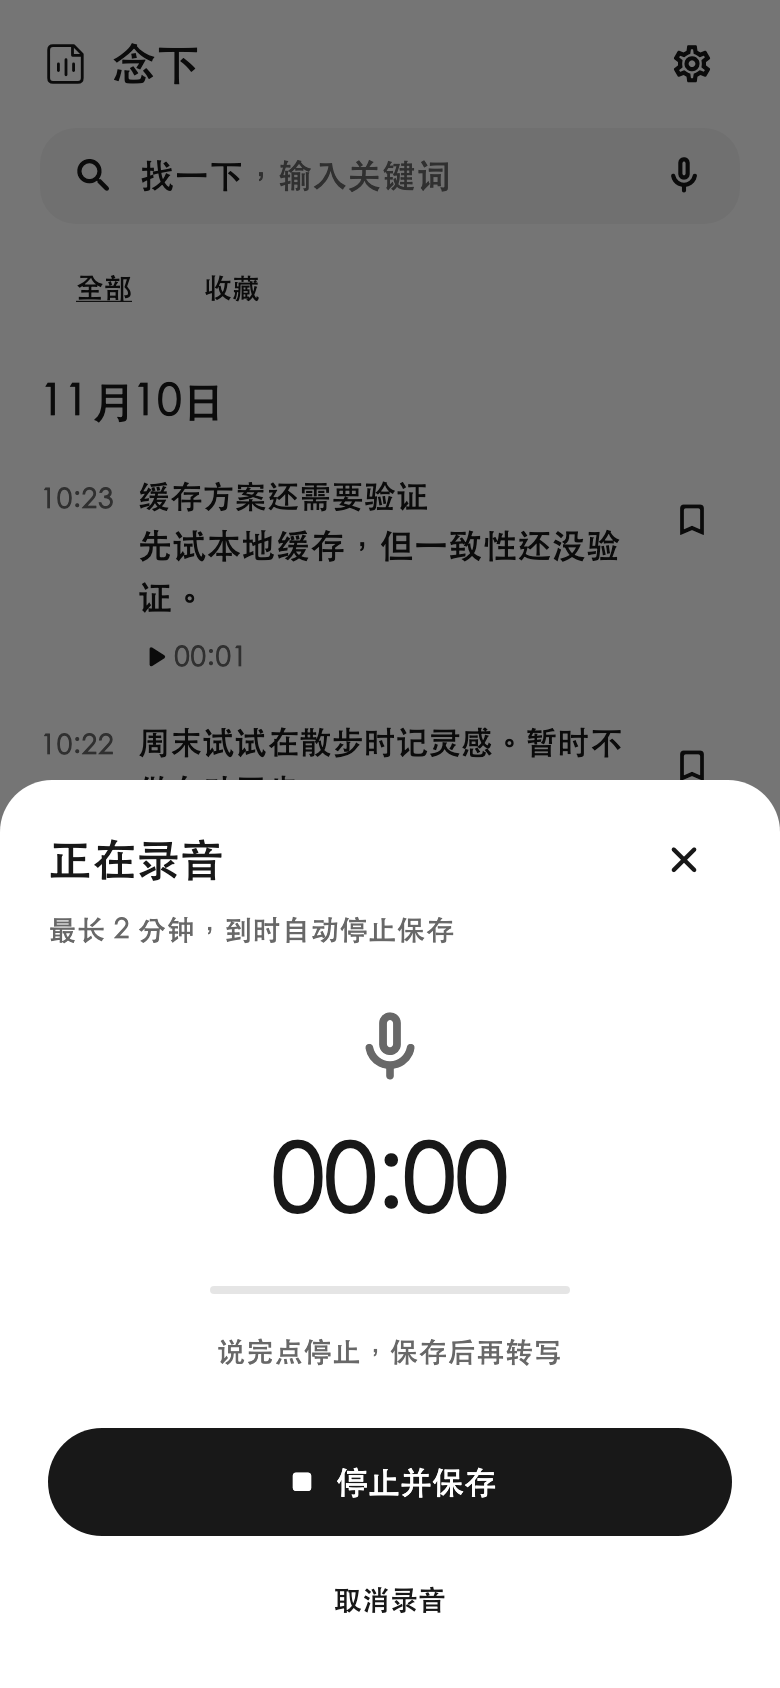 念下
找一下，输入关键词
全部 收藏
11月10日
10:23 缓存方案还需要验证
先试本地缓存，但一致性还没验
证。
00:01
10:22 周末试试在散步时记灵感。暂时不
正在录音
最长 2 分钟，到时自动停止保存
00:00
说完点停止，保存后再转写
停止并保存
取消录音